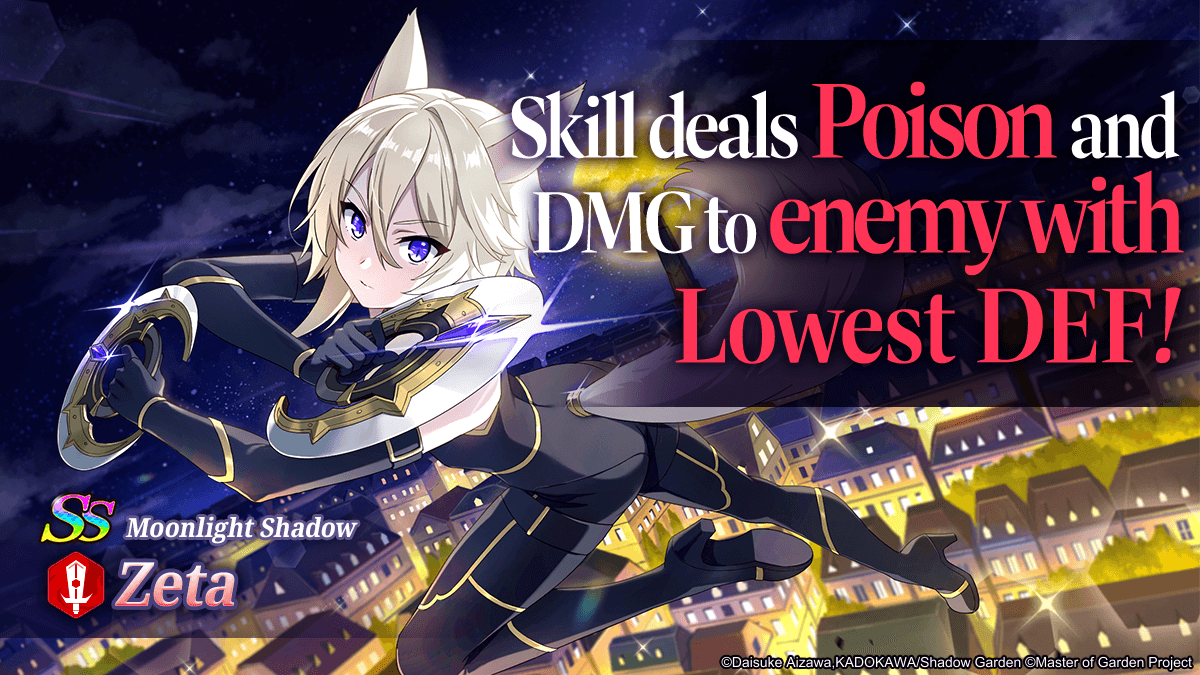 Skill deals Poison and
DMG to enemy with
Lowest DEF!
SS Moonlight Shadow
Zeta
©Daisuke Aizawa,KADOKAWA/Shadow Garden ©Master of Garden Project